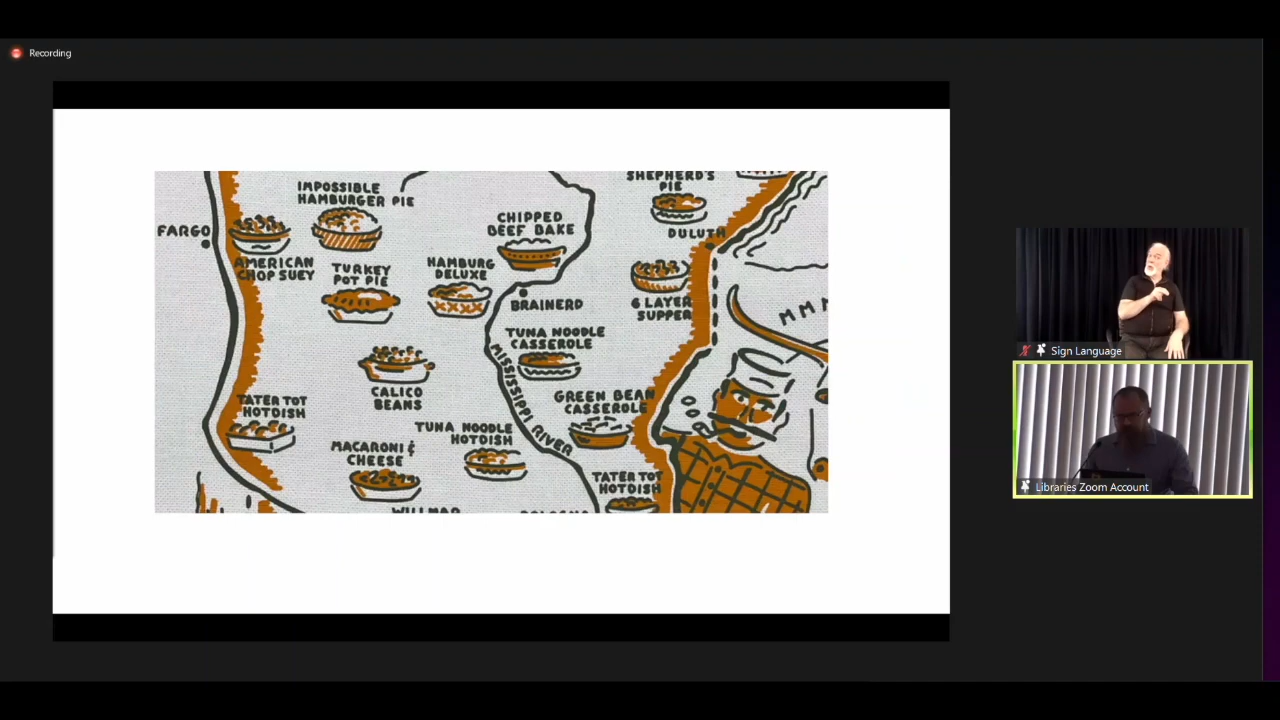 Recording
SHEPHERD'S
PIE
IMPOSSIBLE
HAMBURGER PIE
CHIPPED
BEEF BAKE
FARGO
DULUTH
AMERICAN
CHOP SUEY
TURKEY
POT PIE
HAMBURG
DELUXE
BRAINERD
6 LAYER
SUPPER
MMM
TUNA NOODLE
CASSEROLE
MISSISSIPPI RIVER
CALICO
BEANS
GREEN BEAN
CASSEROLE
TATER TOT
HOTDISH
TUNA NOODLE
HOTDISH
MACARONI &
CHEESE
TATER TOT
HOTDISH
WILLMAR
Sign Language
Libraries Zoom Account